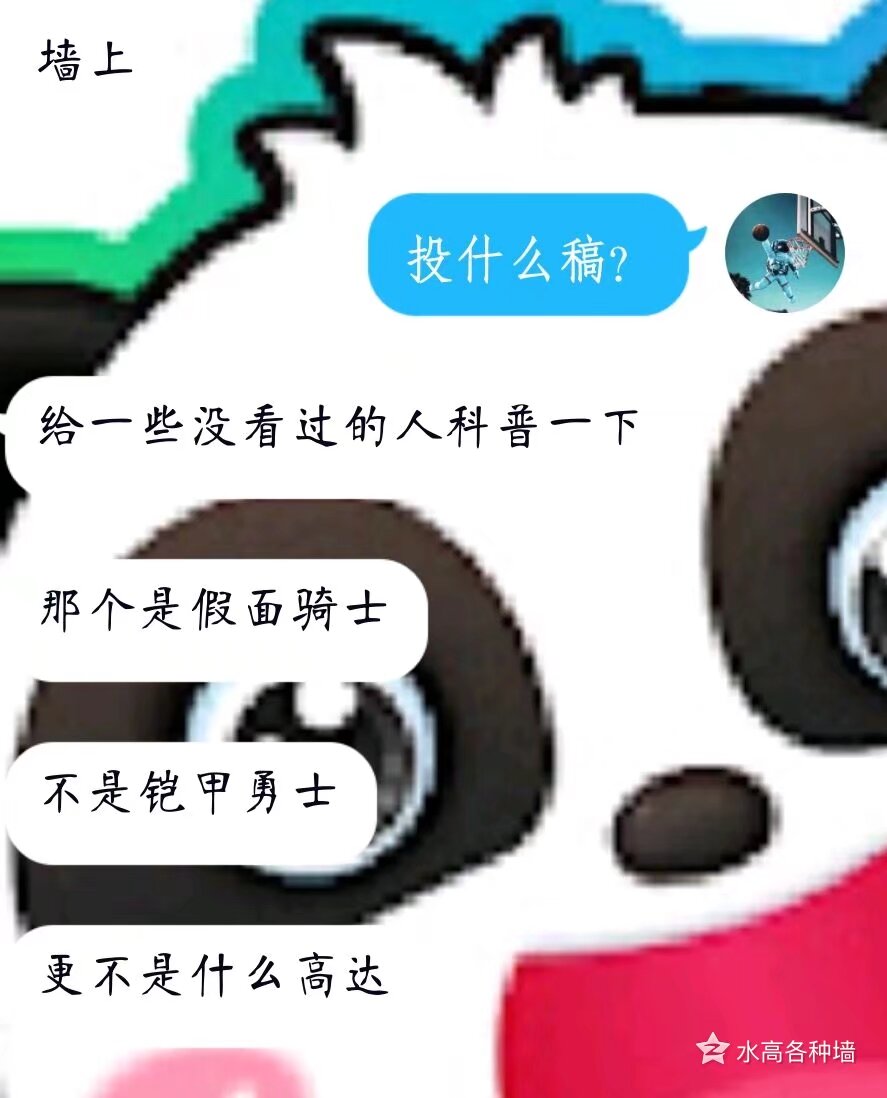 墙上
投什么稿?
给一些没看过的人科普一下
那个是假面骑士
不是铠甲勇士
更不是什么高达
水高各种墙